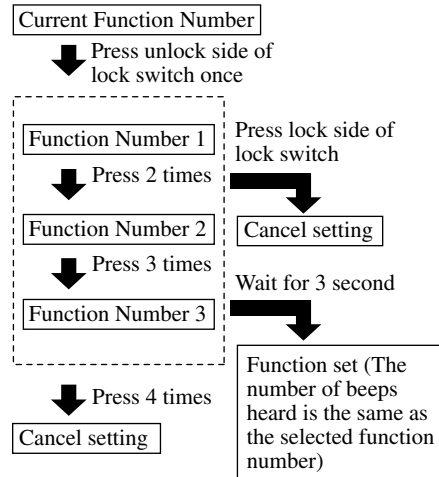 Current Function Number
Press unlock side of
lock switch once
Function Number 1
Press 2 times
Press lock side of
lock switch
Function Number 2
Cancel setting
Press 3 times
Function Number 3
Wait for 3 second
Press 4 times
Cancel setting
Function set (The
number of beeps
heard is the same as
the selected function
number)